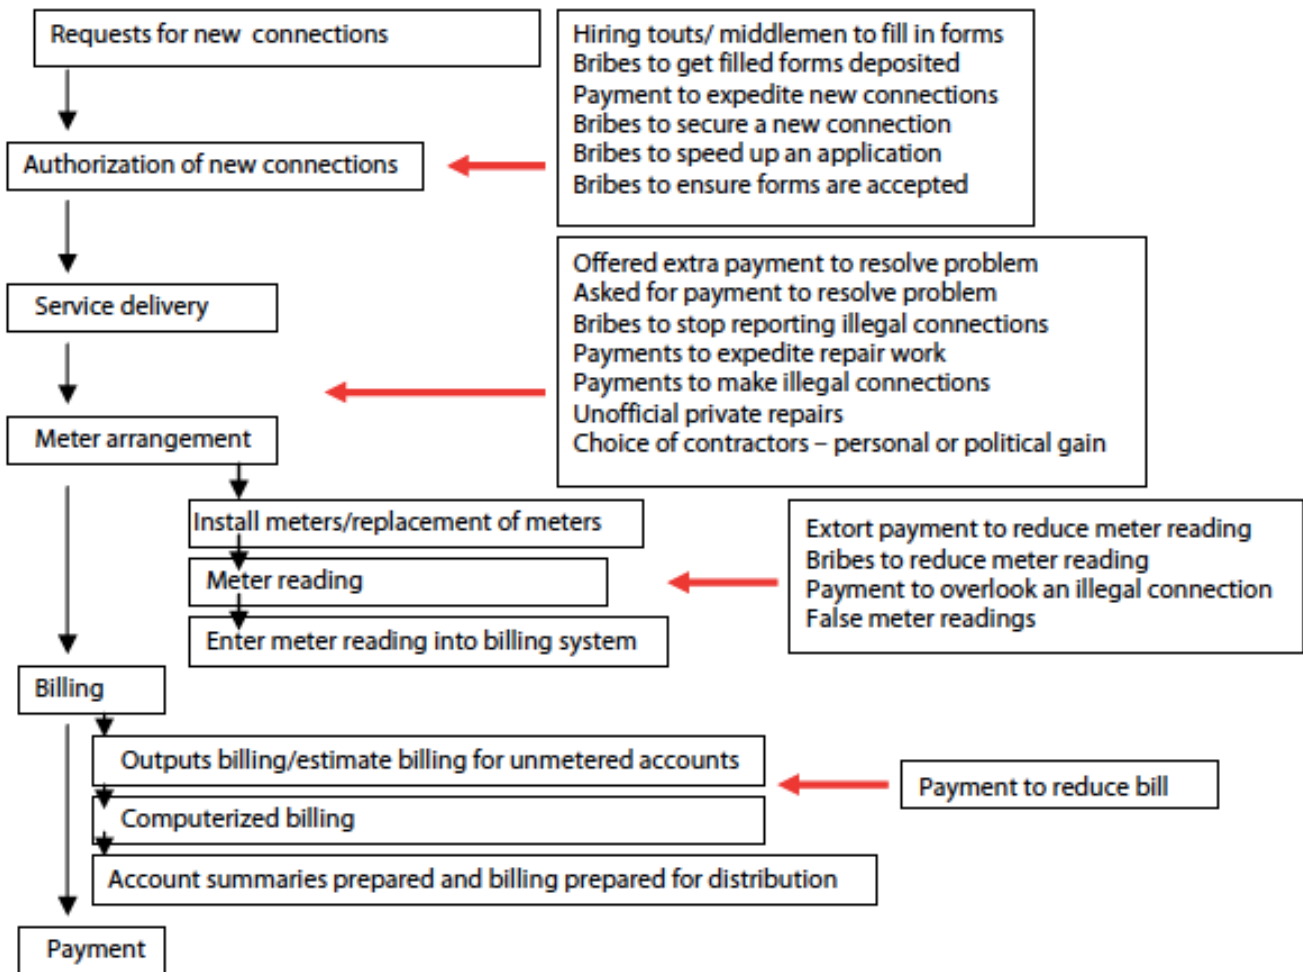 Requests for new connections
Hiring touts/ middlemen to fill in forms
Bribes to get filled forms deposited
Payment to expedite new connections
Bribes to secure a new connection
Bribes to speed up an application
Bribes to ensure forms are accepted
Authorization of new connections
Offered extra payment to resolve problem
Asked for payment to resolve problem
Bribes to stop reporting illegal connections
Payments to expedite repair work
Payments to make illegal connections
Unofficial private repairs
Choice of contractors – personal or political gain
Service delivery
Meter arrangement
Install meters/replacement of meters
Meter reading
Enter meter reading into billing system
Extort payment to reduce meter reading
Bribes to reduce meter reading
Payment to overlook an illegal connection
False meter readings
Billing
Outputs billing/estimate billing for unmetered accounts
Computerized billing
Account summaries prepared and billing prepared for distribution
Payment to reduce bill
Payment